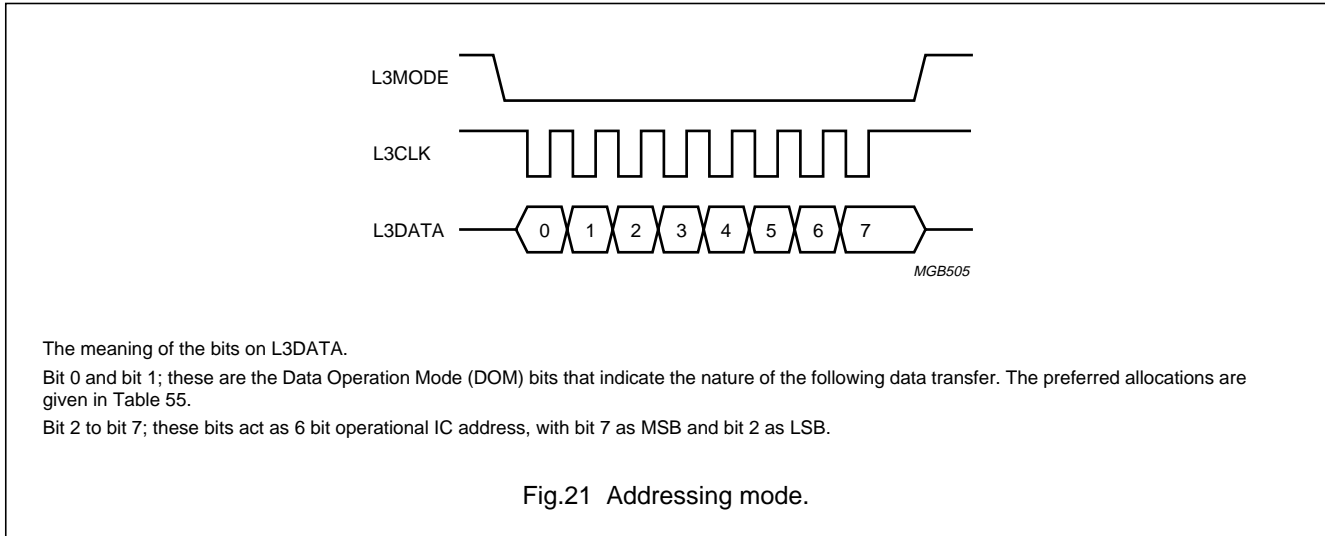 L3MODE
L3CLK
L3DATA
0 1 2 3 4 5 6 7
MGB505
The meaning of the bits on L3DATA.
Bit 0 and bit 1; these are the Data Operation Mode (DOM) bits that indicate the nature of the following data transfer. The preferred allocations are
given in Table 55.
Bit 2 to bit 7; these bits act as 6 bit operational IC address, with bit 7 as MSB and bit 2 as LSB.
Fig.21 Addressing mode.